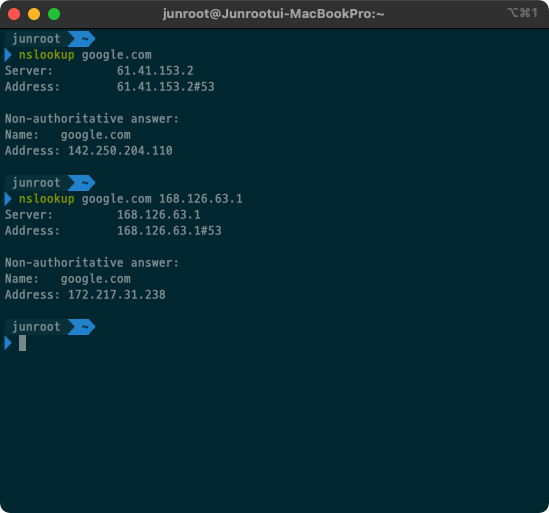 junroot@Junrootui-MacBookPro:~ ⌥⌘1
junroot ~
nslookup google.com
Server: 61.41.153.2
Address: 61.41.153.2#53
Non-authoritative answer:
Name: google.com
Address: 142.250.204.110
junroot ~
nslookup google.com 168.126.63.1
Server: 168.126.63.1
Address: 168.126.63.1#53
Non-authoritative answer:
Name: google.com
Address: 172.217.31.238
junroot ~